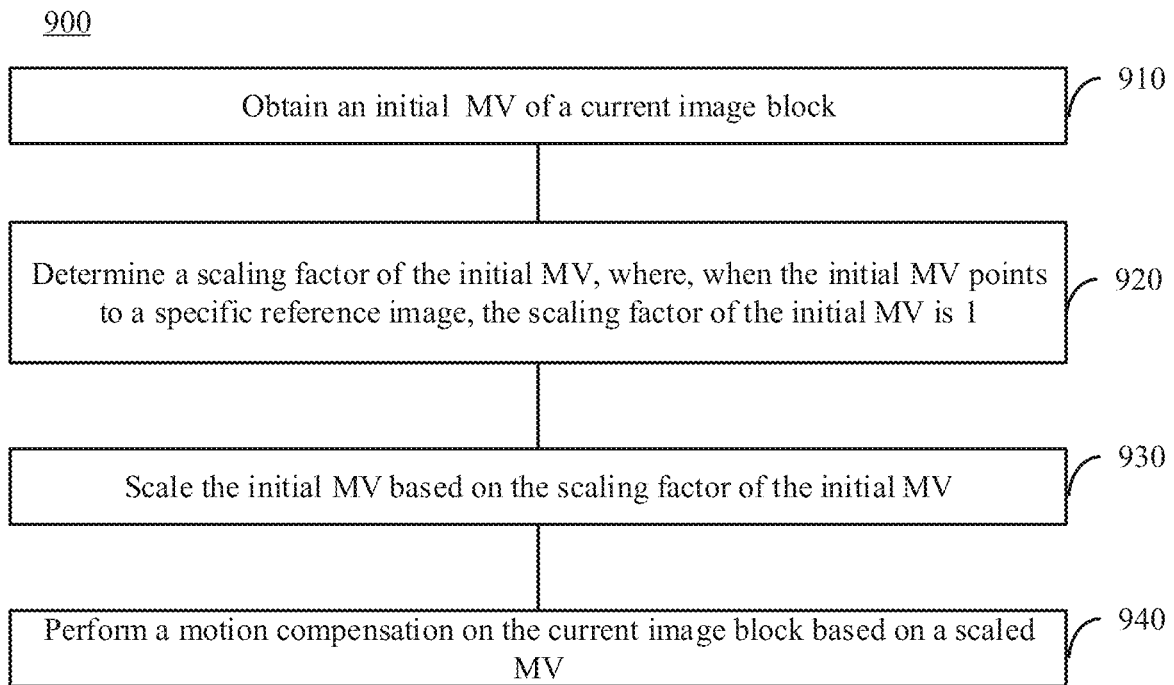 900
Obtain an initial MV of a current image block
910
Determine a scaling factor of the initial MV, where, when the initial MV points
to a specific reference image, the scaling factor of the initial MV is 1
920
Scale the initial MV based on the scaling factor of the initial MV
930
Perform a motion compensation on the current image block based on a scaled
MV
940